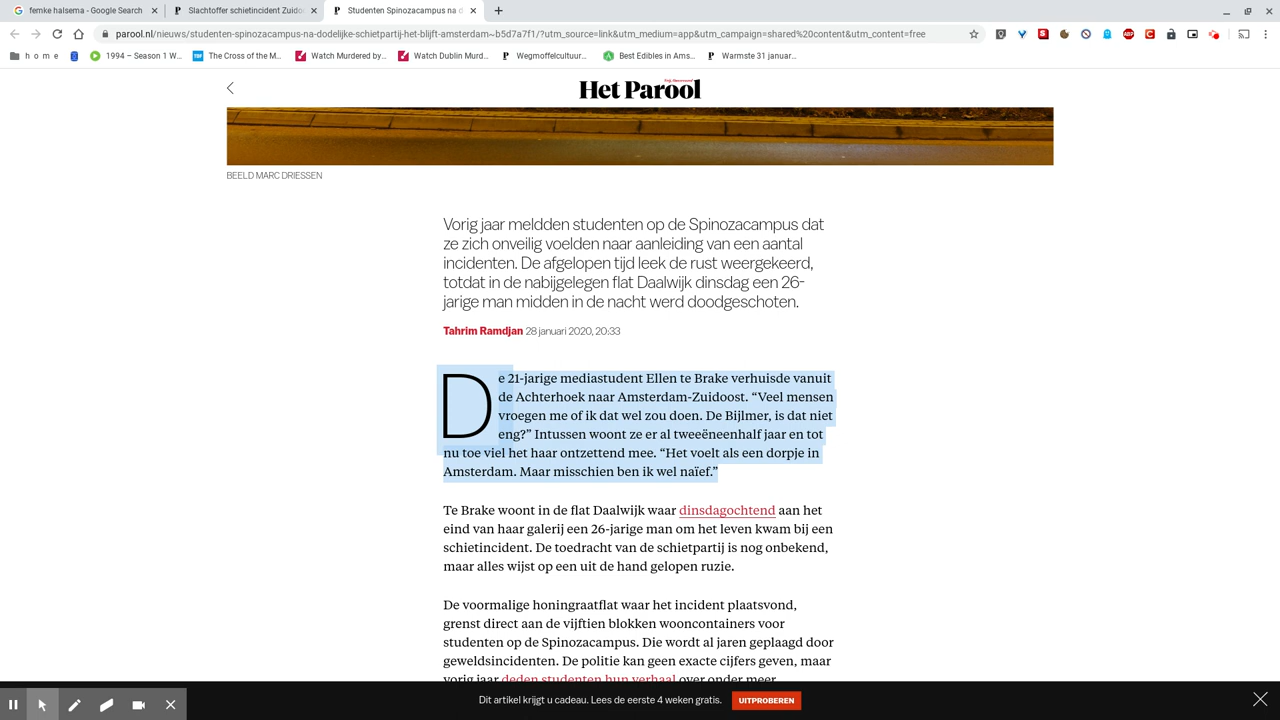 femke halsema - Google Search
Slachtoffer schietincident Zuidoo
Studenten Spinozacampus na d
parool.nl/nieuws/studenten-spinozacampus-na-dodelijke-schietpartij-het-blijft-amsterdam~b5d7a7f1/?utm_source=link&utm_medium=app&utm_campaign=shared%20content&utm_content=free
h o m e
1994 – Season 1 W...
The Cross of the M...
Watch Murdered by...
Watch Dublin Murd...
Wegmoffelcultuur...
Best Edibles in Ams...
Warmste 31 januar...
Het Parool
BEELD MARC DRIESSEN
Vorig jaar meldden studenten op de Spinozacampus dat
ze zich onveilig voelden naar aanleiding van een aantal
incidenten. De afgelopen tijd leek de rust weergekeerd,
totdat in de nabijgelegen flat Daalwijk dinsdag een 26-
jarige man midden in de nacht werd doodgeschoten.
Tahrim Ramdjan 28 januari 2020, 20:33
De 21-jarige mediastudent Ellen te Brake verhuisde vanuit
de Achterhoek naar Amsterdam-Zuidoost. “Veel mensen
vroegen me of ik dat wel zou doen. De Bijlmer, is dat niet
eng?” Intussen woont ze er al tweeëneenhalf jaar en tot
nu toe viel het haar ontzettend mee. “Het voelt als een dorpje in
Amsterdam. Maar misschien ben ik wel naïef.”
Te Brake woont in de flat Daalwijk waar dinsdagochtend aan het
eind van haar galerij een 26-jarige man om het leven kwam bij een
schietincident. De toedracht van de schietpartij is nog onbekend,
maar alles wijst op een uit de hand gelopen ruzie.
De voormalige honingraatflat waar het incident plaatsvond,
grenst direct aan de vijftien blokken wooncontainers voor
studenten op de Spinozacampus. Die wordt al jaren geplaagd door
geweldsincidenten. De politie kan geen exacte cijfers geven, maar
vorig jaar deden studenten hun verhaal over onder meer
Dit artikel krijgt u cadeau. Lees de eerste 4 weken gratis.
UITPROBEREN